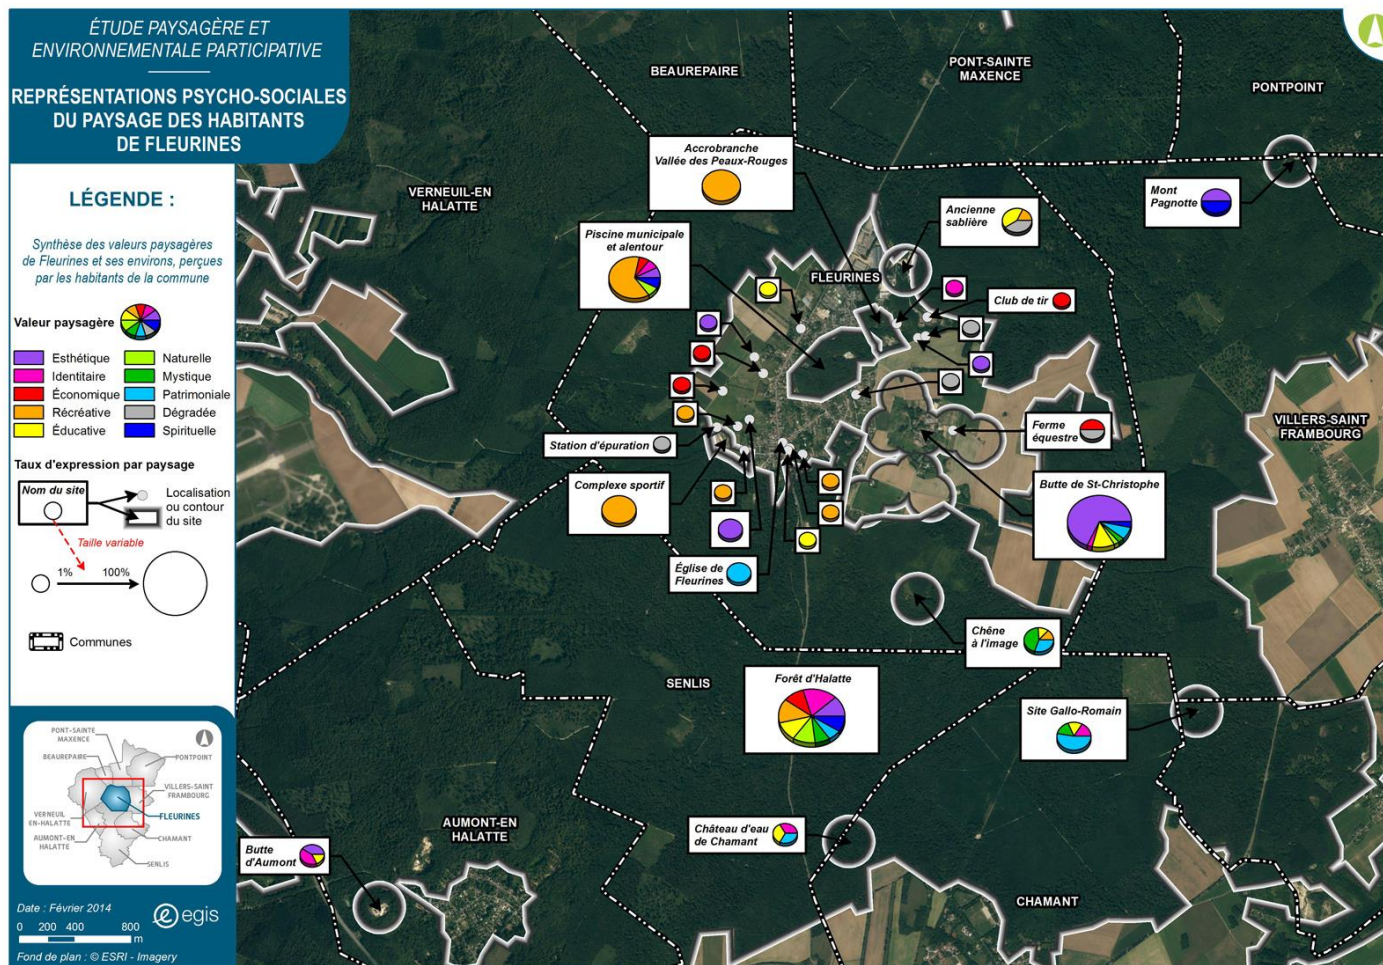 ÉTUDE PAYSAGÈRE ET
ENVIRONNEMENTALE PARTICIPATIVE
REPRÉSENTATIONS PSYCHO-SOCIALES
DU PAYSAGE DES HABITANTS
DE FLEURINES
LÉGENDE :
Synthèse des valeurs paysagères
de Fleurines et ses environs, perçues
par les habitants de la commune
Valeur paysagère
Esthétique
Naturelle
Identitaire
Mystique
Économique
Patrimoniale
Récréative
Dégradée
Éducative
Spirituelle
Taux d'expression par paysage
Nom du site
Localisation
ou contour
du site
Taille variable
1%
100%
Communes
PONT-SAINTE
MAXENCE
BEAUREPAIRE
PONTPOINT
VILLERS-SAINT
FRAMBOURG
VERNEUIL
EN-HALATTE
FLEURINES
AUMONT-EN
HALATTE
CHAMANT
SENLIS
Date : Février 2014
egis
0 200 400 800
m
Fond de plan : © ESRI - Imagery
BEAUREPAIRE
PONT-SAINTE
MAXENCE
PONTPOINT
Accrobranche
Vallée des Peaux-Rouges
VERNEUIL-EN
HALATTE
Mont
Pagnotte
Ancienne
sablière
Piscine municipale
et alentour
FLEURINES
Club de tir
Station d'épuration
Ferme
équestre
VILLERS-SAINT
FRAMBOURG
Complexe sportif
Butte de St-Christophe
Église de
Fleurines
Chêne
à l'image
SENLIS
Forêt d'Halatte
Site Gallo-Romain
AUMONT-EN
HALATTE
Château d'eau
de Chamant
Butte
d'Aumont
CHAMANT